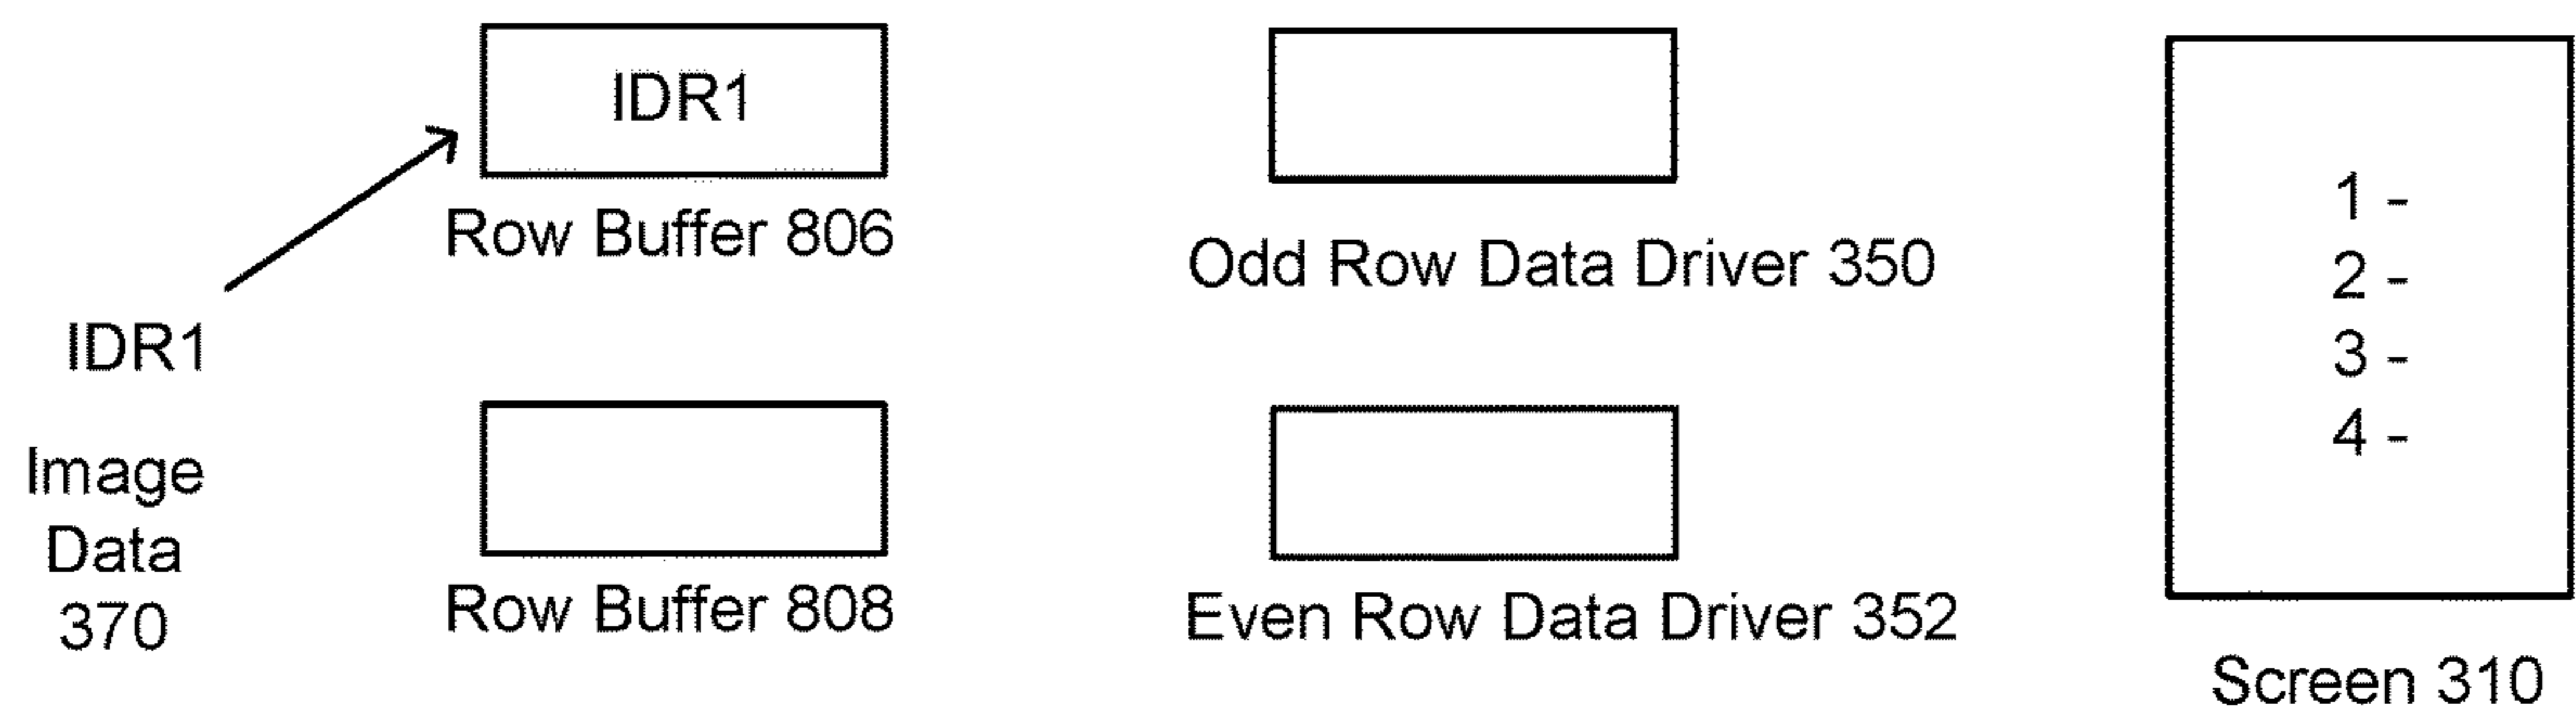 IDR1
Row Buffer 806
Odd Row Data Driver 350
IDR1
Image
Data
370
Row Buffer 808
Even Row Data Driver 352
1 -
2 -
3 -
4 -
Screen 310